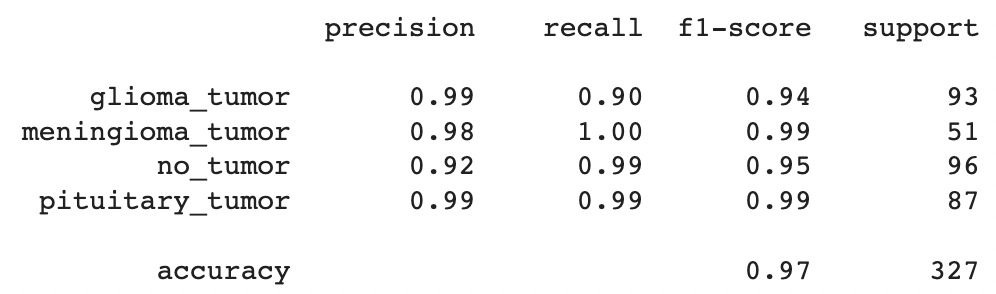 precision recall f1-score support
glioma_tumor 0.99 0.90 0.94 93
meningioma_tumor 0.98 1.00 0.99 51
no_tumor 0.92 0.99 0.95 96
pituitary_tumor 0.99 0.99 0.99 87
accuracy 0.97 327